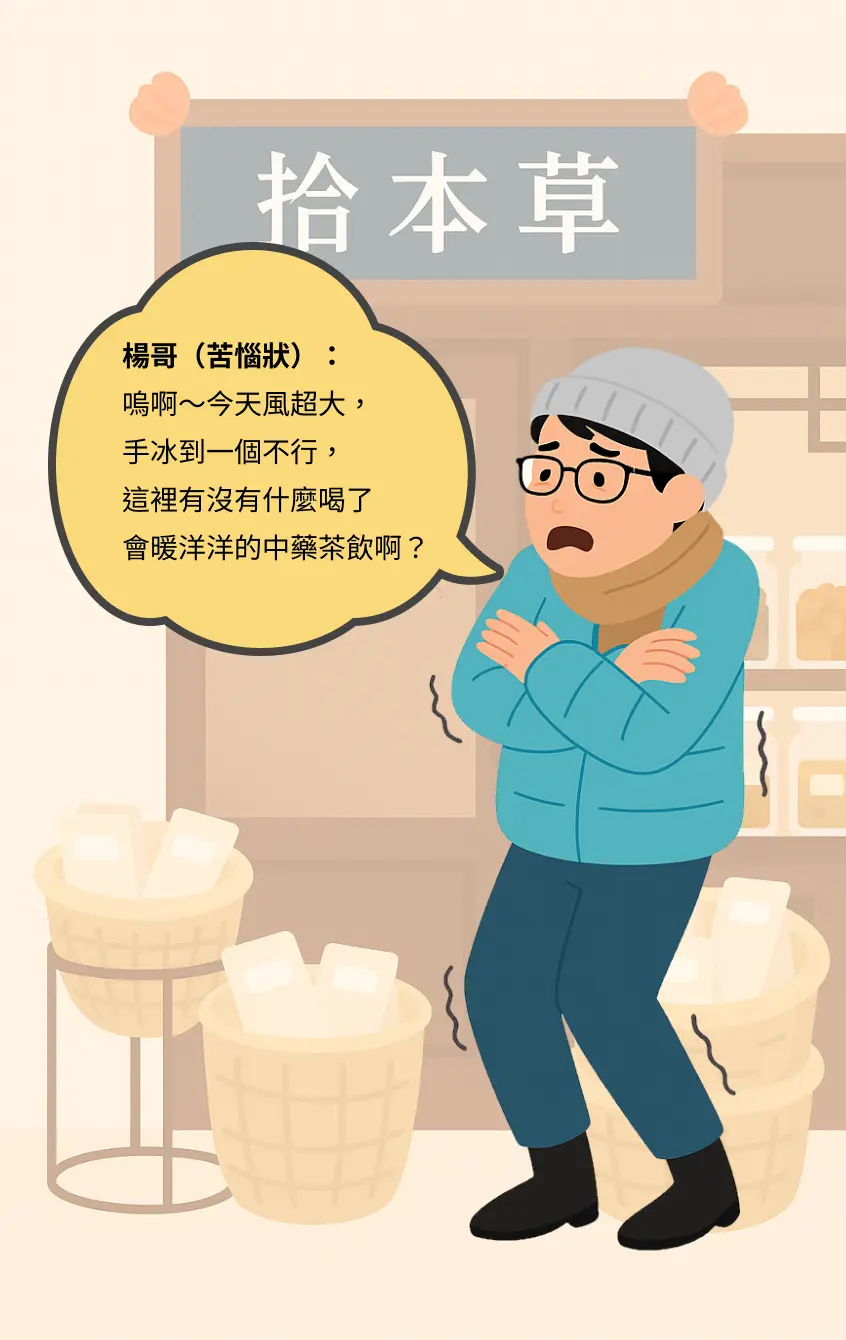 拾本草
楊哥（苦惱狀）：
嗚啊～今天風超大，
手冰到一個不行，
這裡有沒有什麼喝了
會暖洋洋的中藥茶飲啊？